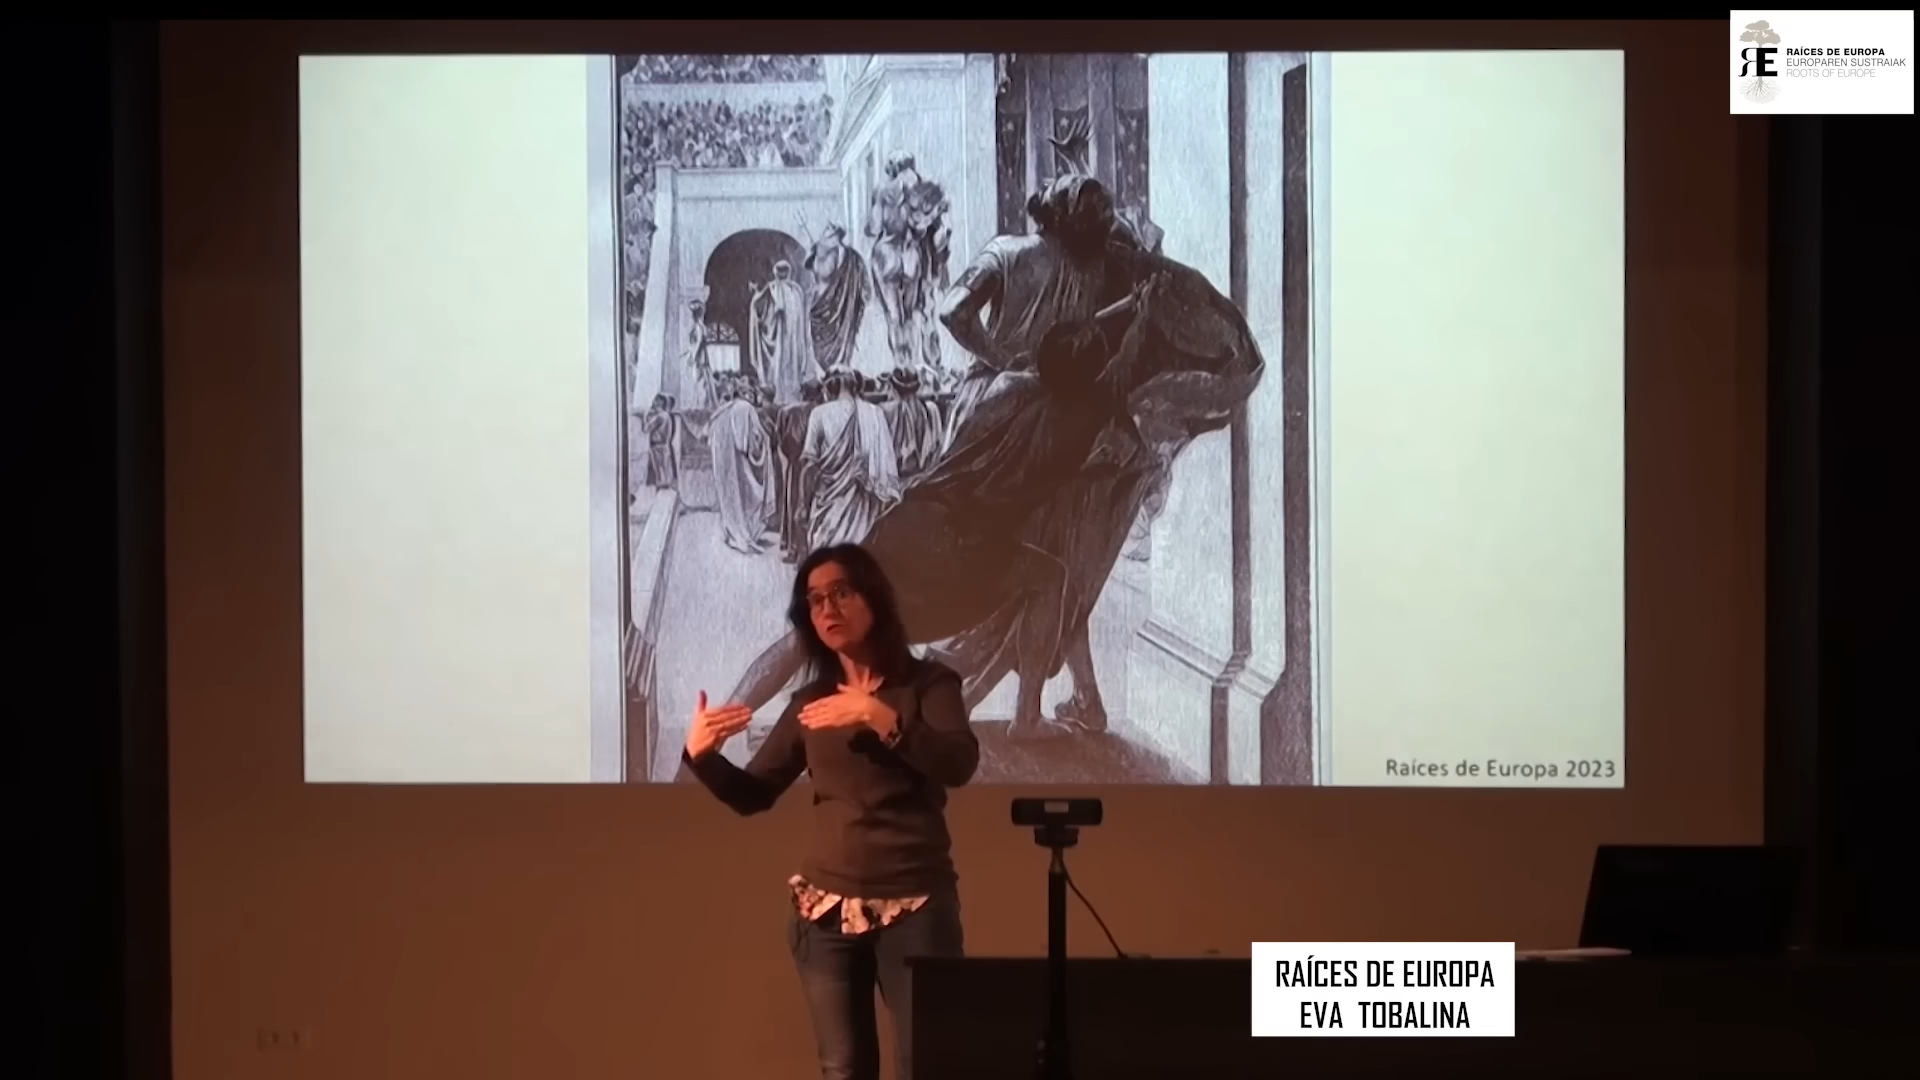 RAÍCES DE EUROPA
EUROPAREN SUSTRAIAK
ROOTS OF EUROPE
Raíces de Europa 2023
RAÍCES DE EUROPA
EVA TOBALINA